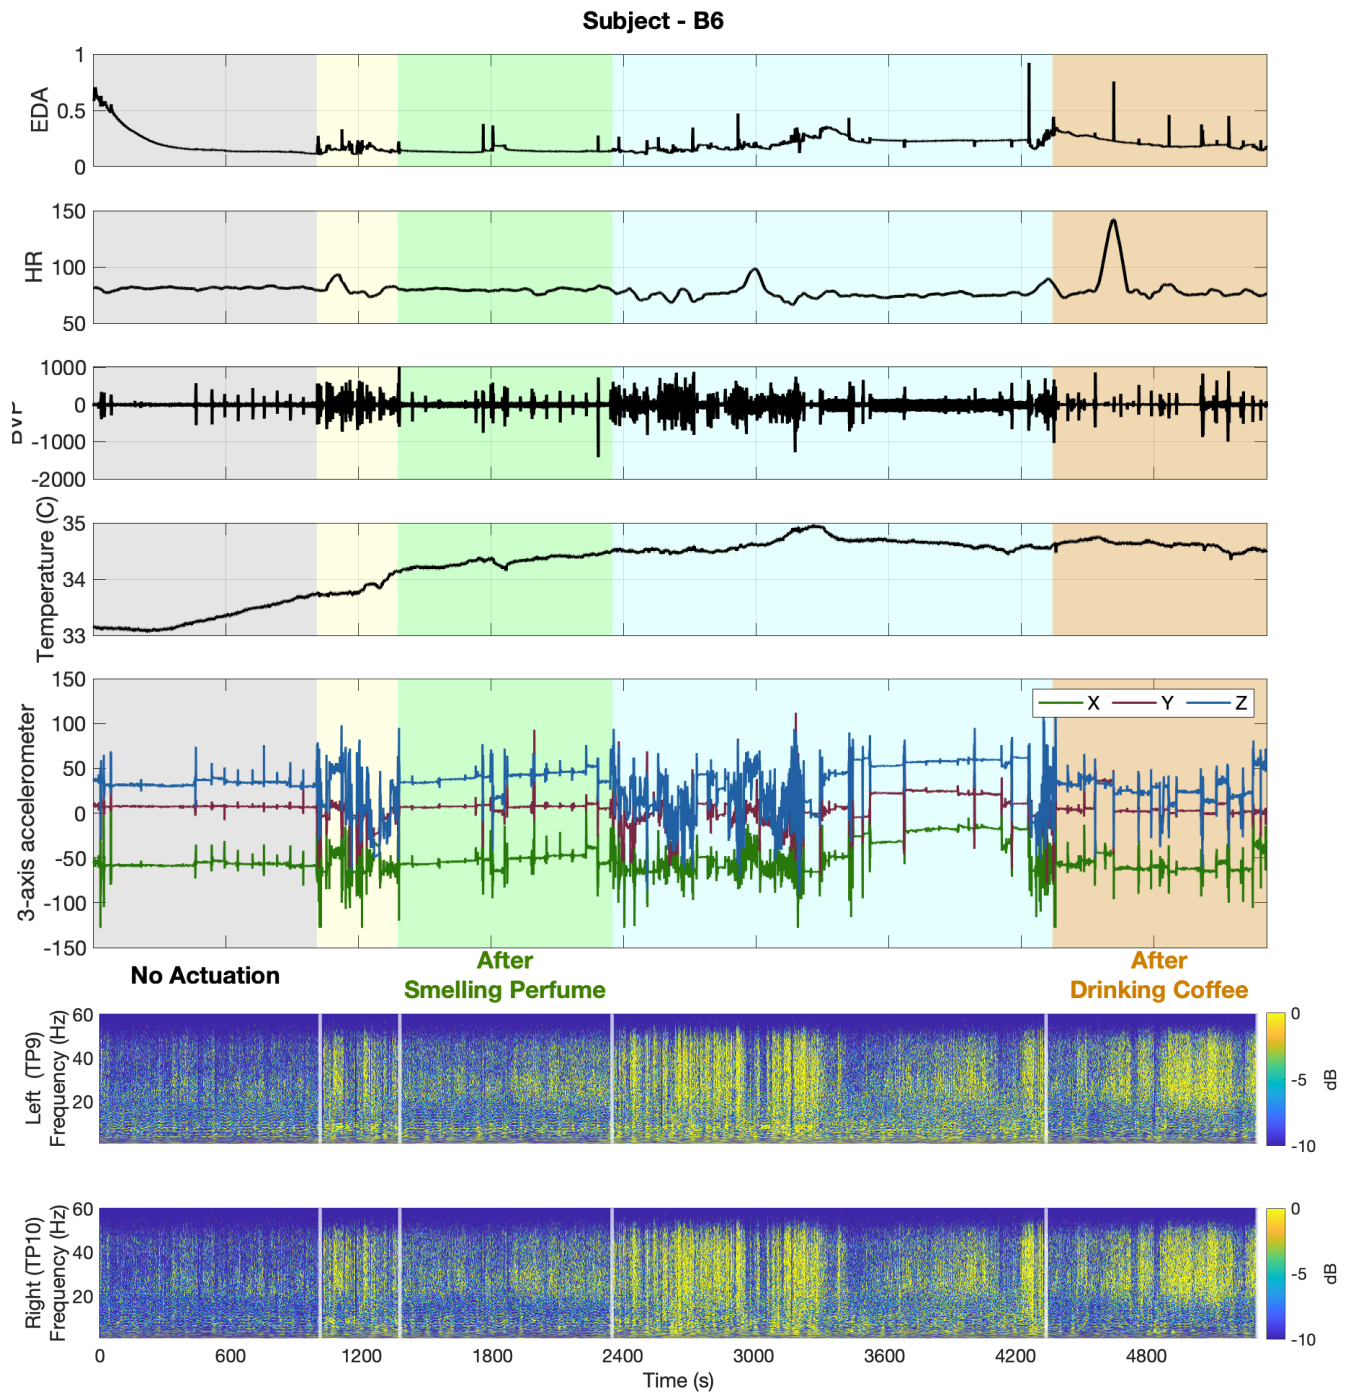 Subject - B6
1
0.5
0
EDA
150
100
50
HR
1000
0
-1000
-2000
BVP
35
34
33
Temperature (C)
150
100
50
0
-50
-100
-150
3-axis accelerometer
X Y Z
No Actuation
After
Smelling Perfume
After
Drinking Coffee
60
40
20
Left (TP9)
Frequency (Hz)
0
-5
-10
dB
60
40
20
Right (TP10)
Frequency (Hz)
0
-5
-10
dB
0 600 1200 1800 2400 3000 3600 4200 4800
Time (s)